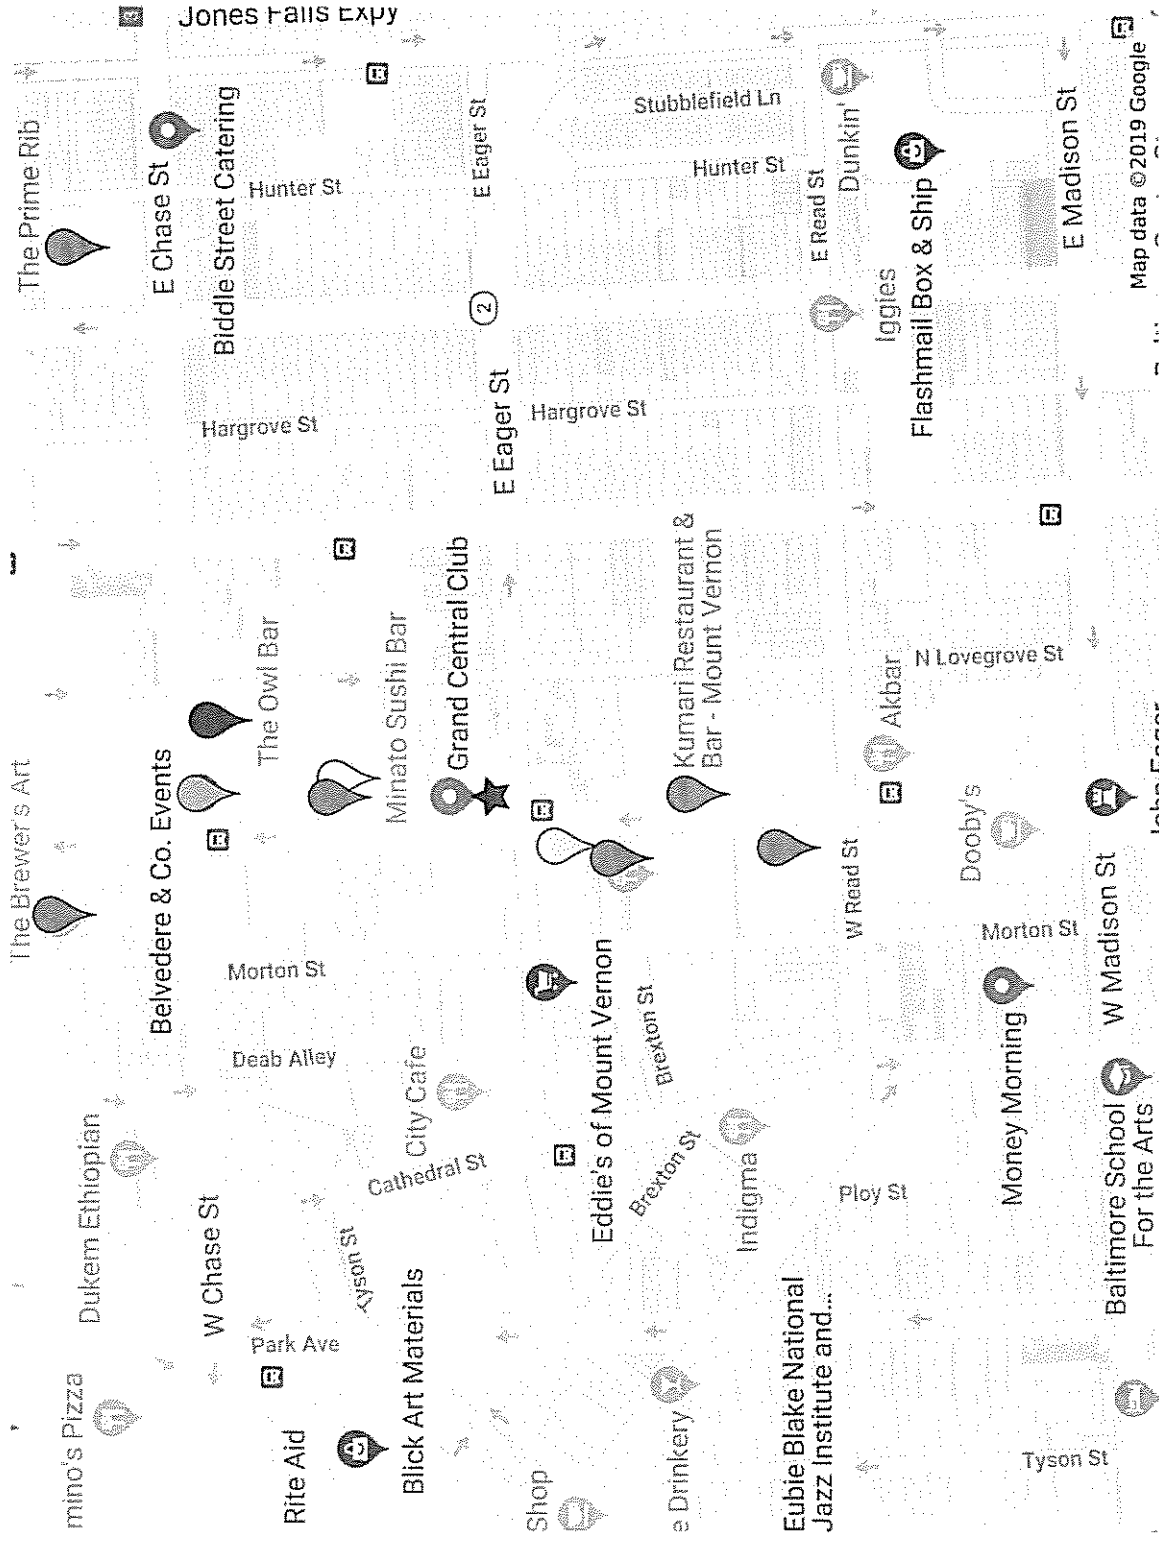 Jones Falls Expy
The Prime Rib
E Chase St
Biddle Street Catering
Hunter St
E Eager St
Stubblefield Ln
Hunter St
E Read St
Dunkin'
Flashmail Box & Ship
E Madison St
Map data ©2019 Google
2
Iggies
Hargrove St
E Eager St
Hargrove St
The Brewer's Art
Belvedere & Co. Events
The Owl Bar
Minato Sushi Bar
Grand Central Club
Kumari Restaurant &
Bar - Mount Vernon
Akbar
N Lovegrove St
Dooby's
W Read St
Morton St
W Madison St
Morton St
Deab Alley
City Cafe
Cathedral St
Eddie's of Mount Vernon
Brexton St
Brexton St
Indigma
Ploy St
Money Morning
Baltimore School
For the Arts
Dukem Ethiopian
W Chase St
Tyson St
Park Ave
mino's Pizza
Rite Aid
Blick Art Materials
Shop
e Drinkery
Eubie Blake National
Jazz Institute and...
Tyson St